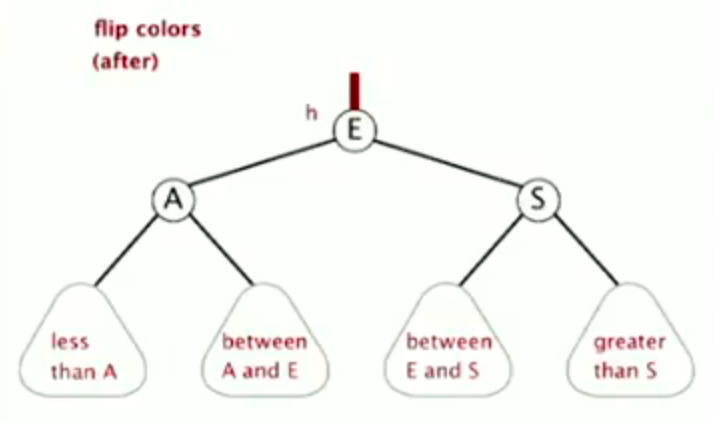 flip colors
(after)
h
E
A
S
less
than A
between
A and E
between
E and S
greater
than S